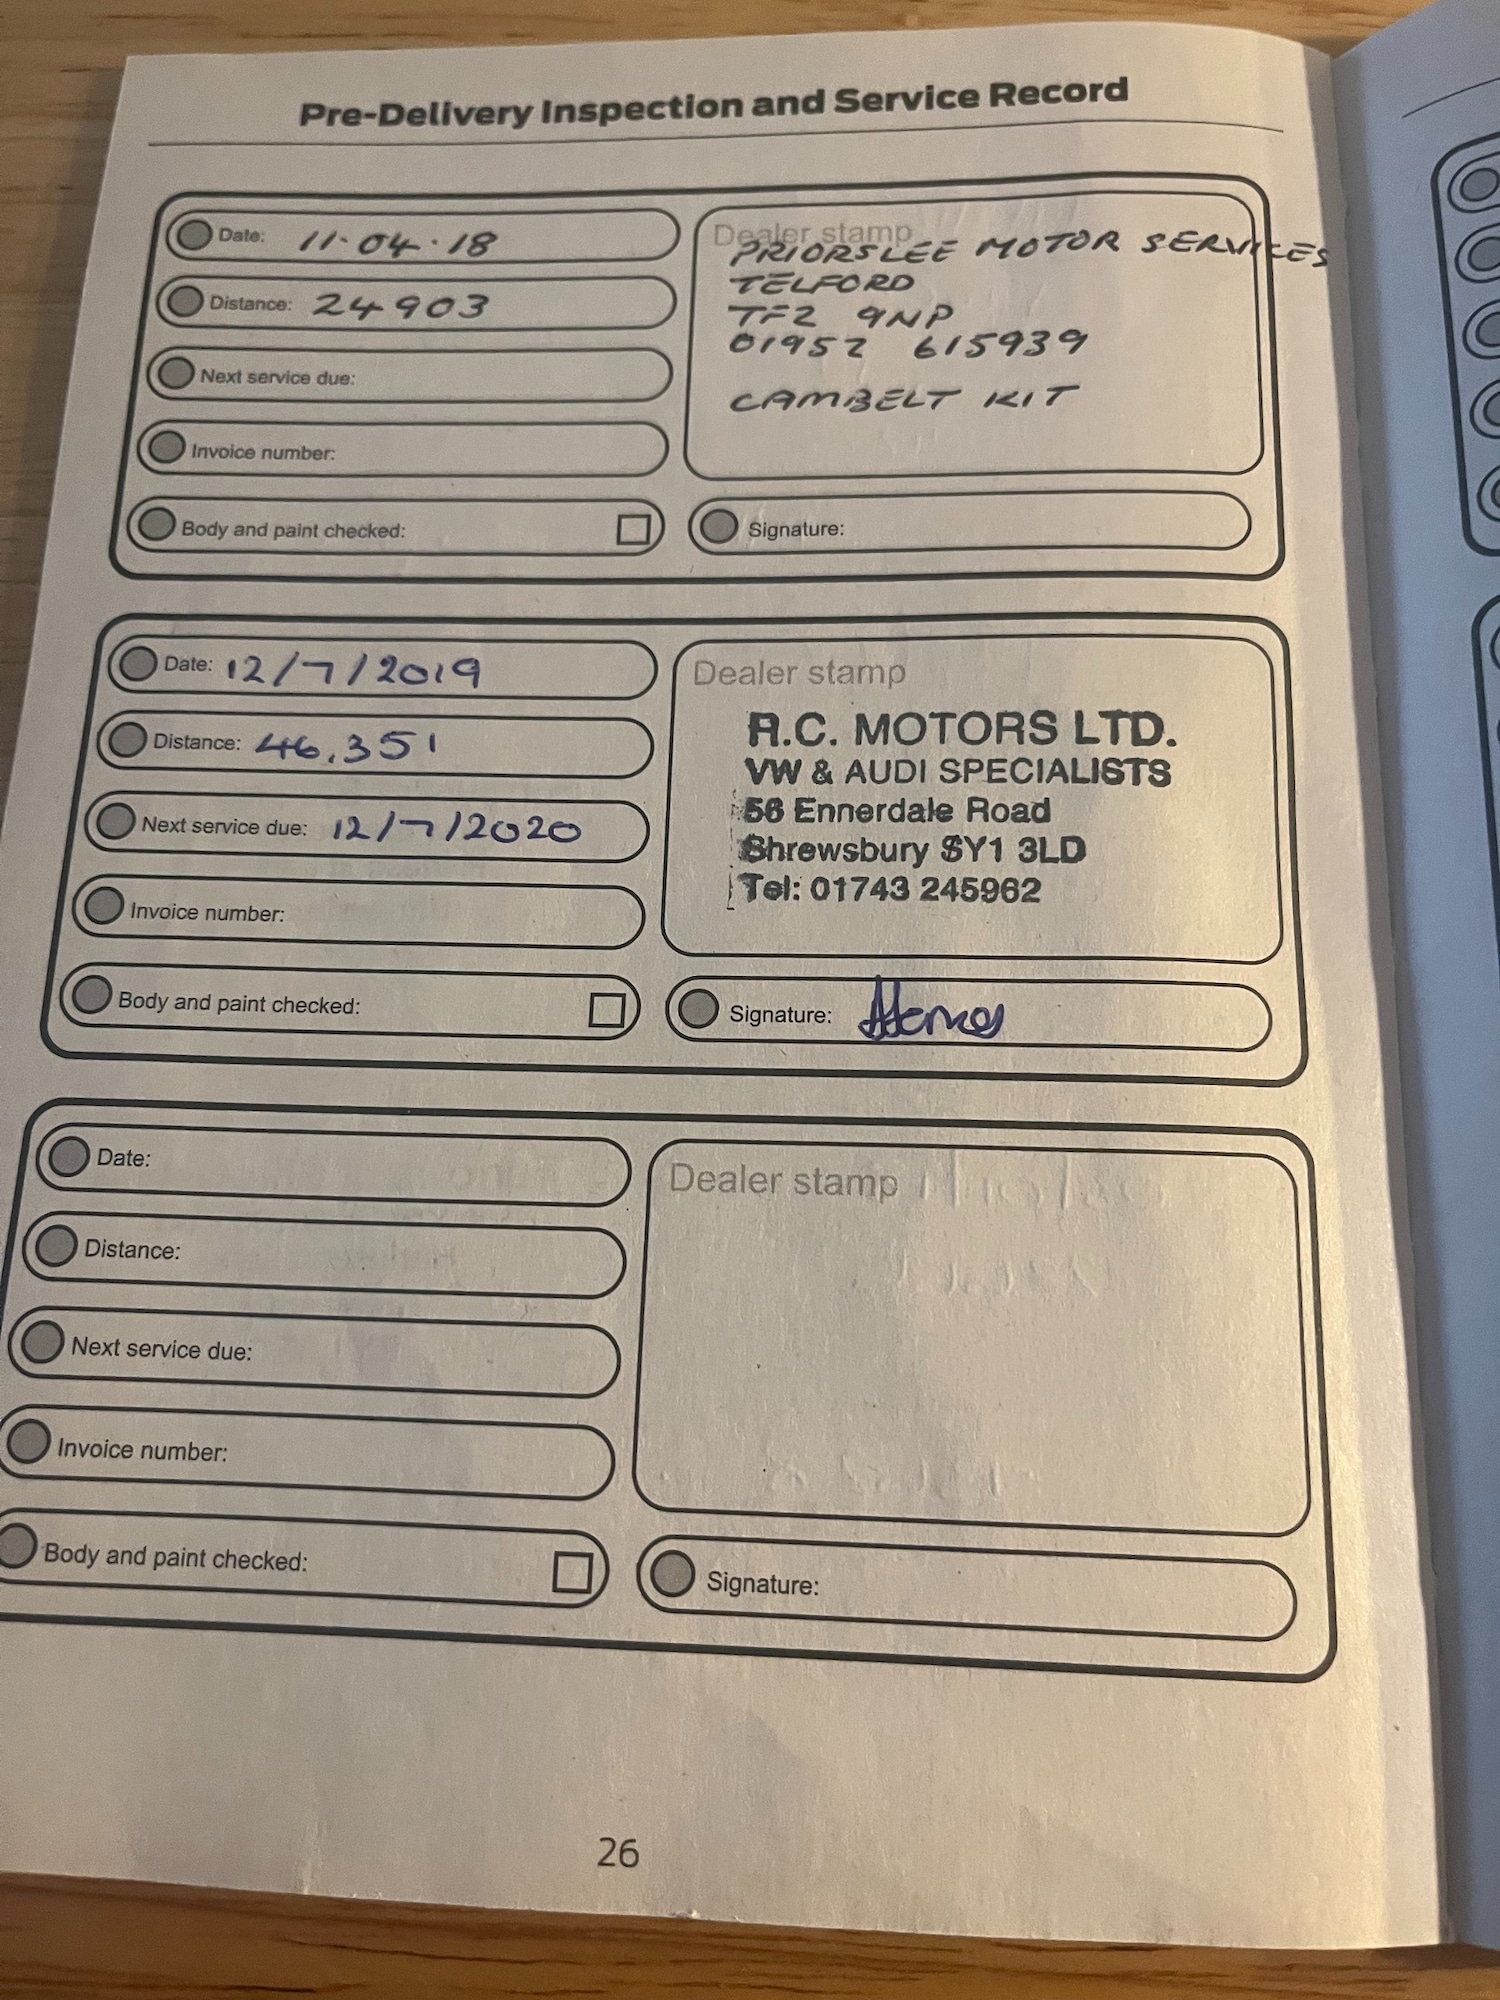 Pre-Delivery Inspection and Service Record
Date: 11.04.18
Distance: 24903
Next service due:
Invoice number:
Body and paint checked:
Dealer stamp
PRIORSLEE MOTOR SERVICES
TELFORD
TF2 9NP
01952 615939
CAMBELT KIT
Signature:
Date: 12/7/2019
Distance: 46,351
Next service due: 12/7/2020
Invoice number:
Body and paint checked:
Dealer stamp
R.C. MOTORS LTD.
VW & AUDI SPECIALISTS
56 Ennerdale Road
Shrewsbury SY1 3LD
Tel: 01743 245962
Signature:
Date:
Distance:
Next service due:
Invoice number:
Body and paint checked:
Dealer stamp
Signature:
26